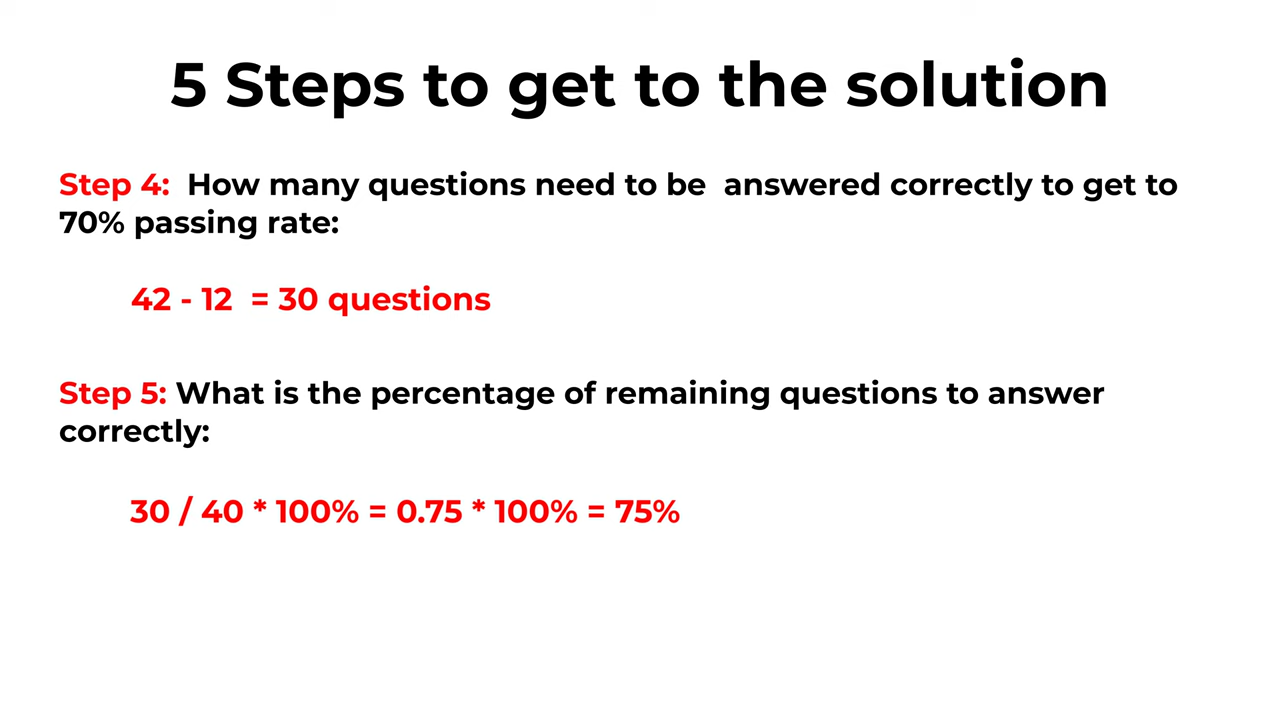 5 Steps to get to the solution
Step 4: How many questions need to be answered correctly to get to
70% passing rate:
42 - 12 = 30 questions
Step 5: What is the percentage of remaining questions to answer
correctly:
30 / 40 * 100% = 0.75 * 100% = 75%